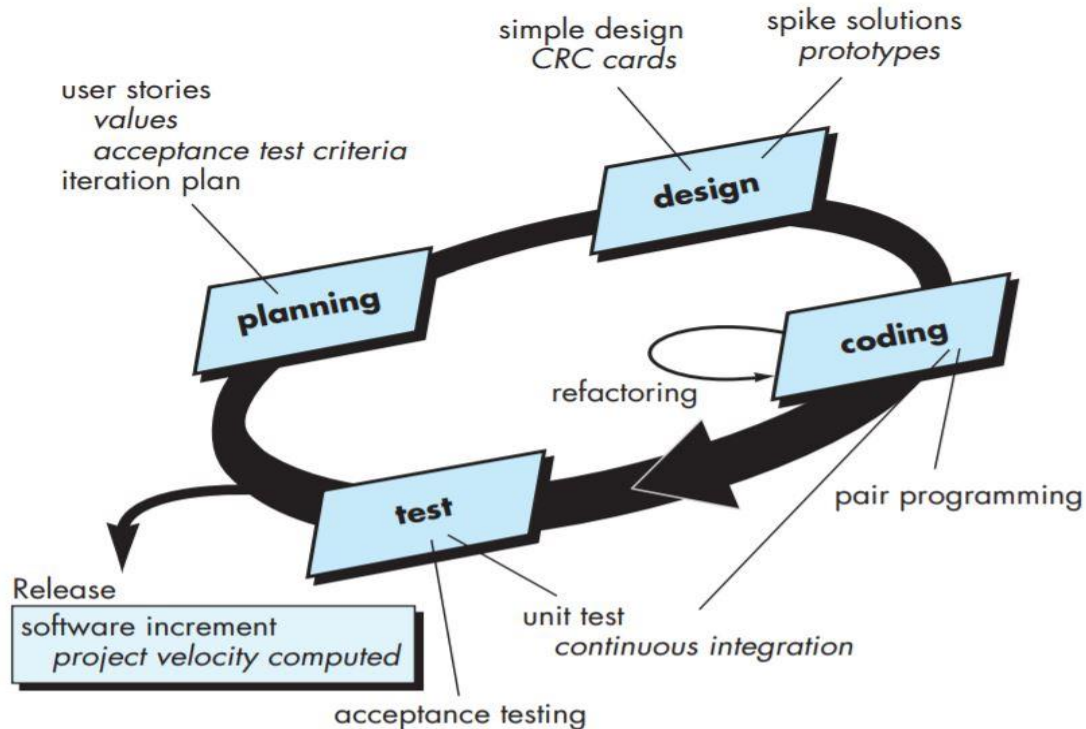 spike solutions
prototypes
simple design
CRC cards
user stories
values
acceptance test criteria
iteration plan
design
planning
coding
refactoring
pair programming
test
Release
software increment
project velocity computed
unit test
continuous integration
acceptance testing